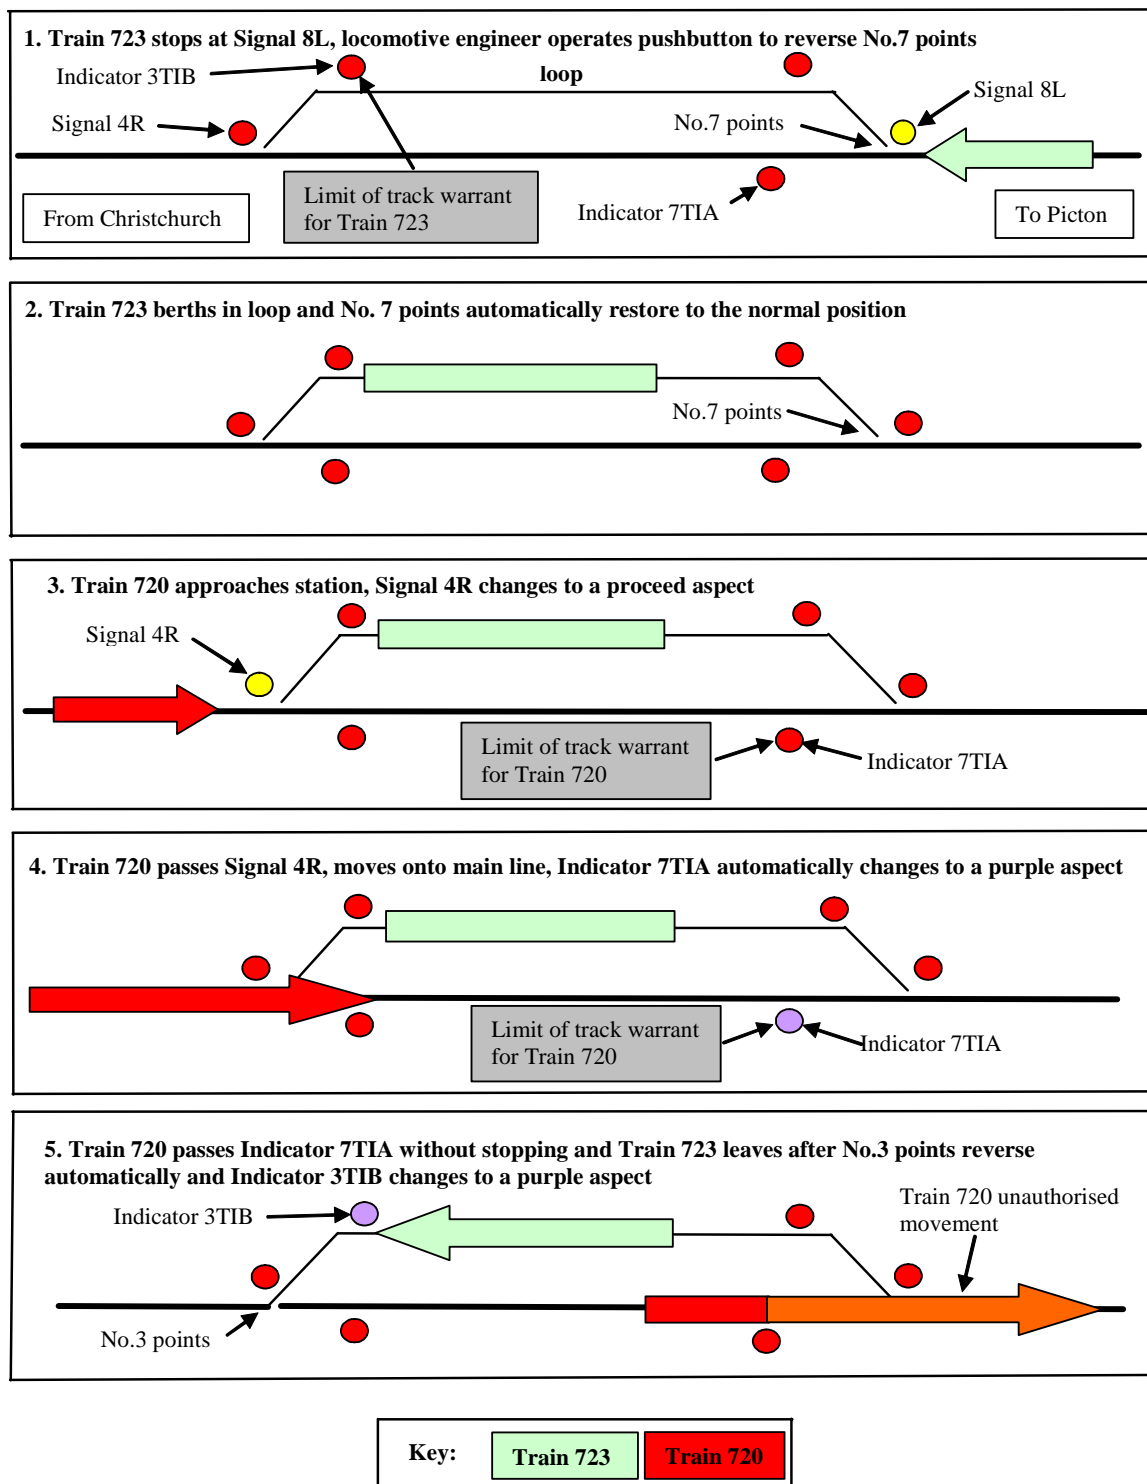 1. Train 723 stops at Signal 8L, locomotive engineer operates pushbutton to reverse No.7 points
Indicator 3TIB
loop
Signal 8L
Signal 4R
No.7 points
Limit of track warrant
for Train 723
Indicator 7TIA
From Christchurch
To Picton
2. Train 723 berths in loop and No. 7 points automatically restore to the normal position
No.7 points
3. Train 720 approaches station, Signal 4R changes to a proceed aspect
Signal 4R
Limit of track warrant
for Train 720
Indicator 7TIA
4. Train 720 passes Signal 4R, moves onto main line, Indicator 7TIA automatically changes to a purple aspect
Limit of track warrant
for Train 720
Indicator 7TIA
5. Train 720 passes Indicator 7TIA without stopping and Train 723 leaves after No.3 points reverse
automatically and Indicator 3TIB changes to a purple aspect
Indicator 3TIB
Train 720 unauthorised
movement
No.3 points
Key:
Train 723
Train 720